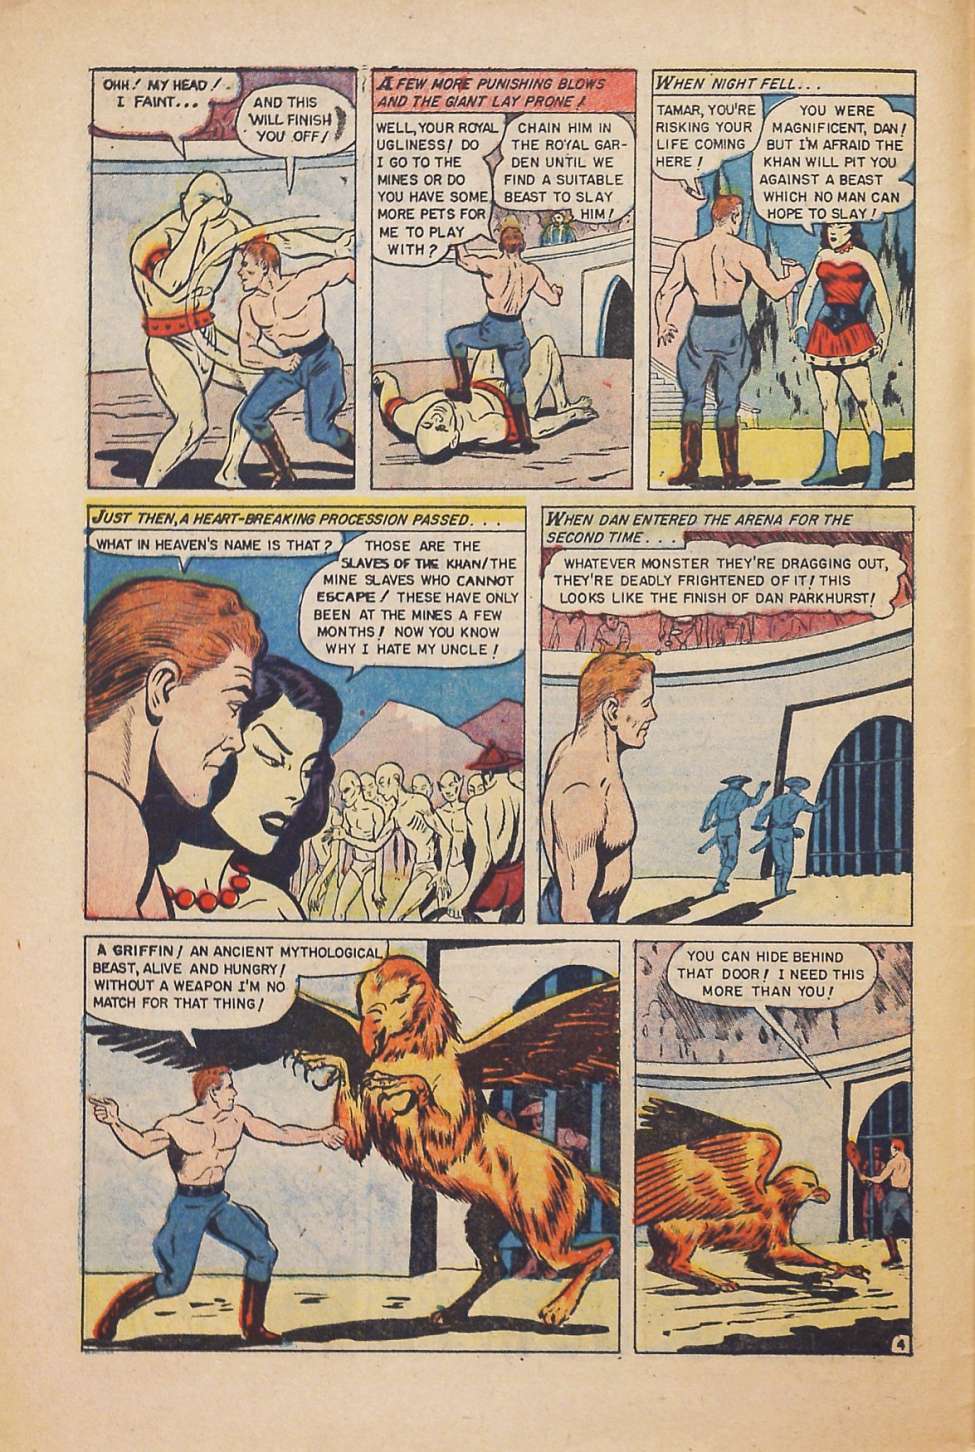 OHH! MY HEAD!
I FAINT...
AND THIS
WILL FINISH
YOU OFF!
A FEW MORE PUNISHING BLOWS
AND THE GIANT LAY PRONE!
WELL, YOUR ROYAL
UGLINESS! DO
I GO TO THE
MINES OR DO
YOU HAVE SOME
MORE PETS FOR
ME TO PLAY
WITH?
CHAIN HIM IN
THE ROYAL GAR-
DEN UNTIL WE
FIND A SUITABLE
BEAST TO SLAY
HIM!
WHEN NIGHT FELL...
TAMAR, YOU'RE
RISKING YOUR
LIFE COMING
HERE!
YOU WERE
MAGNIFICENT, DAN!
BUT I'M AFRAID THE
KHAN WILL PIT YOU
AGAINST A BEAST
WHICH NO MAN CAN
HOPE TO SLAY!
JUST THEN, A HEART-BREAKING PROCESSION PASSED...
WHAT IN HEAVEN'S NAME IS THAT?
THOSE ARE THE
SLAVES OF THE KHAN! THE
MINE SLAVES WHO CANNOT
ESCAPE! THESE HAVE ONLY
BEEN AT THE MINES A FEW
MONTHS! NOW YOU KNOW
WHY I HATE MY UNCLE!
WHEN DAN ENTERED THE ARENA FOR THE
SECOND TIME...
WHATEVER MONSTER THEY'RE DRAGGING OUT,
THEY'RE DEADLY FRIGHTENED OF IT! THIS
LOOKS LIKE THE FINISH OF DAN PARKHURST!
A GRIFFIN! AN ANCIENT MYTHOLOGICAL
BEAST, ALIVE AND HUNGRY!
WITHOUT A WEAPON I'M NO
MATCH FOR THAT THING!
YOU CAN HIDE BEHIND
THAT DOOR! I NEED THIS
MORE THAN YOU!
4